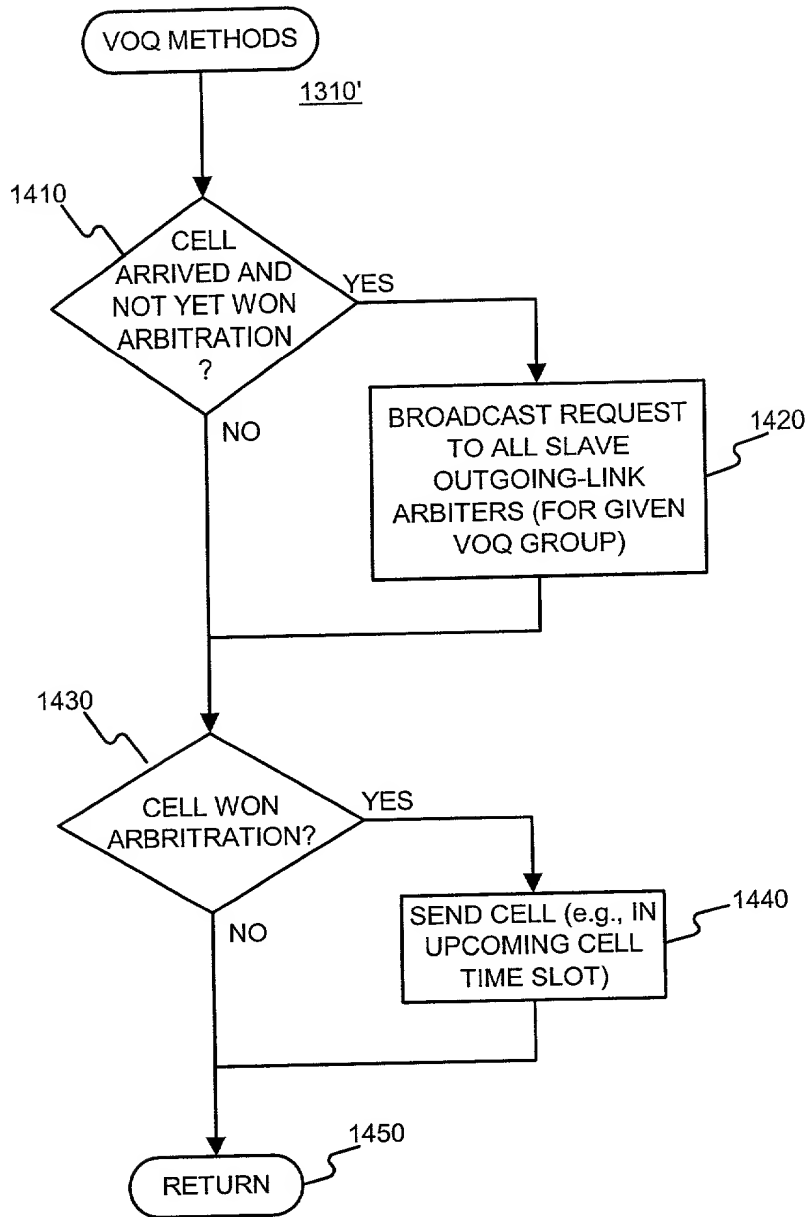 VOQ METHODS
1310'
1410
CELL
ARRIVED AND
NOT YET WON
ARBITRATION
?
YES
NO
BROADCAST REQUEST
TO ALL SLAVE
OUTGOING-LINK
ARBITERS (FOR GIVEN
VOQ GROUP)
1420
1430
CELL WON
ARBRITRATION?
YES
NO
SEND CELL (e.g., IN
UPCOMING CELL
TIME SLOT)
1440
1450
RETURN